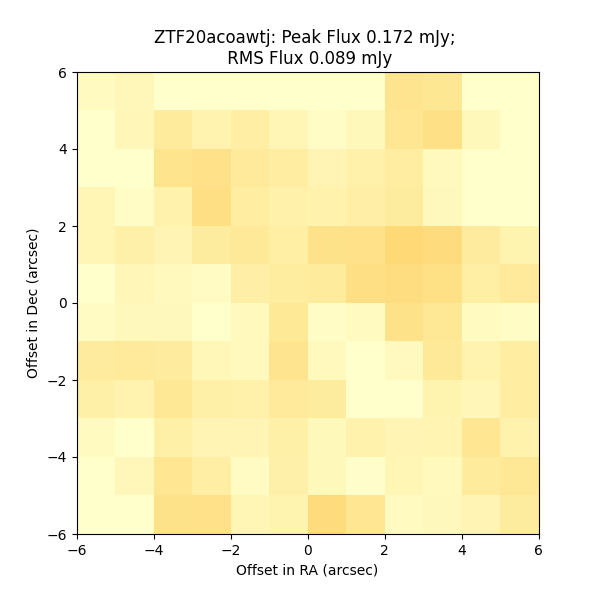 ZTF20acoawtj: Peak Flux 0.172 mJy;
RMS Flux 0.089 mJy
6
4
2
0
−2
−4
−6
Offset in Dec (arcsec)
−6 −4 −2 0 2 4 6
Offset in RA (arcsec)